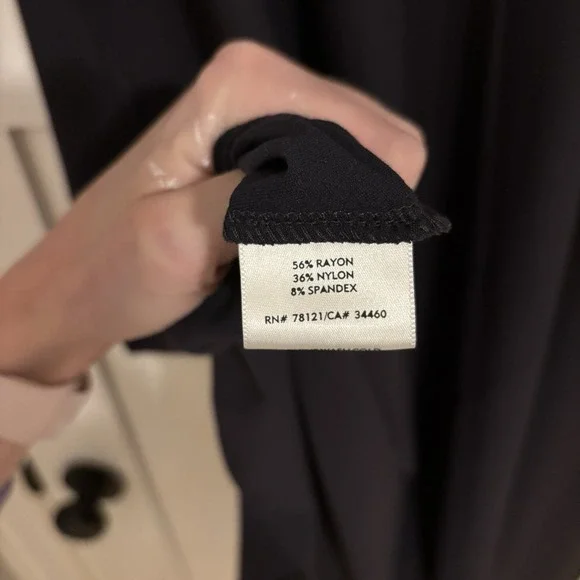 56% RAYON
36% NYLON
8% SPANDEX
RN# 78121/CA# 34460